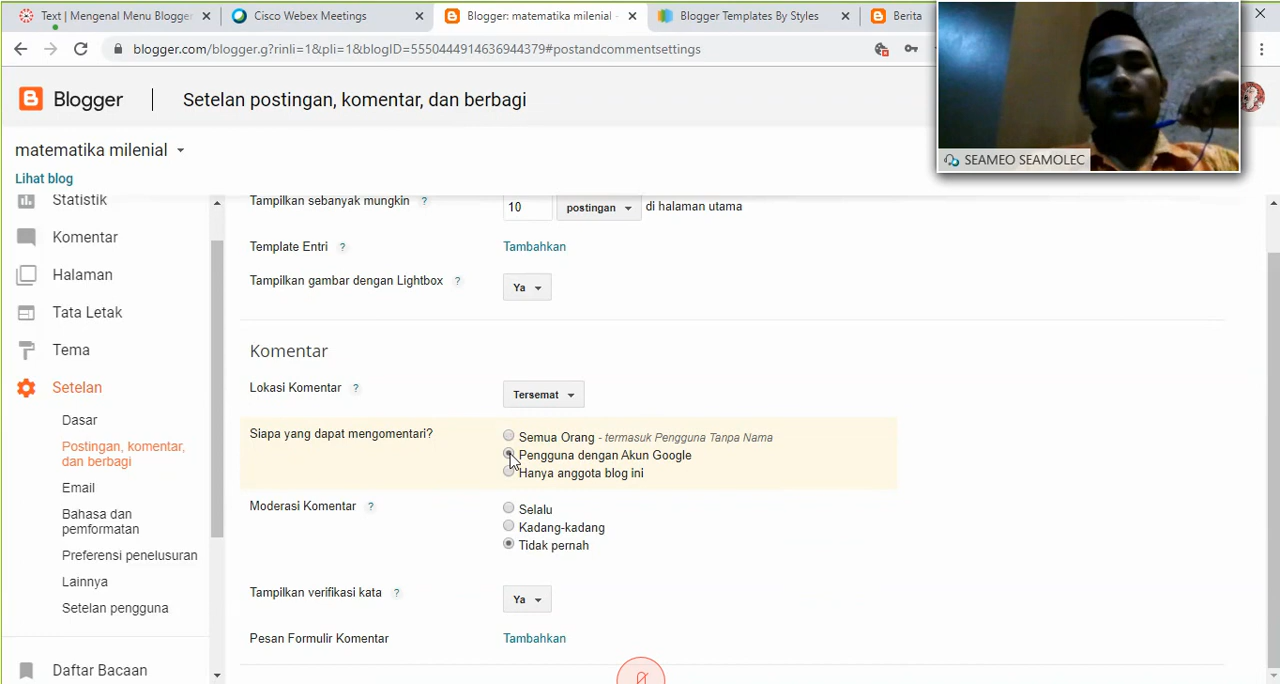 Text | Mengenal Menu Blogger
Cisco Webex Meetings
Blogger: matematika milenial -
Blogger Templates By Styles
Berita
blogger.com/blogger.g?rinli=1&pli=1&blogID=5550444914636944379#postandcommentsettings
Blogger
Setelan postingan, komentar, dan berbagi
SEAMEO SEAMOLEC
matematika milenial
Lihat blog
Statistik
Komentar
Halaman
Tata Letak
Tema
Setelan
Dasar
Postingan, komentar,
dan berbagi
Email
Bahasa dan
pemformatan
Preferensi penelusuran
Lainnya
Setelan pengguna
Daftar Bacaan
Tampilkan sebanyak mungkin ? 10 postingan di halaman utama
Template Entri ? Tambahkan
Tampilkan gambar dengan Lightbox ? Ya
Komentar
Lokasi Komentar ? Tersemat
Siapa yang dapat mengomentari? Semua Orang - termasuk Pengguna Tanpa Nama
Pengguna dengan Akun Google
Hanya anggota blog ini
Moderasi Komentar ? Selalu
Kadang-kadang
Tidak pernah
Tampilkan verifikasi kata ? Ya
Pesan Formulir Komentar Tambahkan